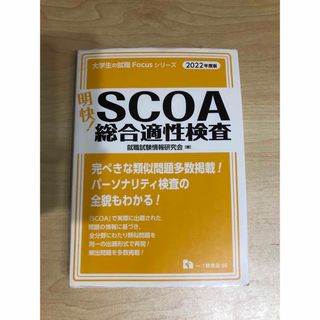 大学生の就職Focusシリーズ 2022年度版
明快!
SCOA
総合適性検査
就職試験情報研究会 [著]
完ぺきな類似問題多数掲載!
パーソナリティ検査の
全貌もわかる!
「SCOA」で実際に出題された
問題の情報に基づき、
全分野にわたり類似問題を
同一の出題形式で再現!
頻出問題を多数掲載!
一ツ橋書店